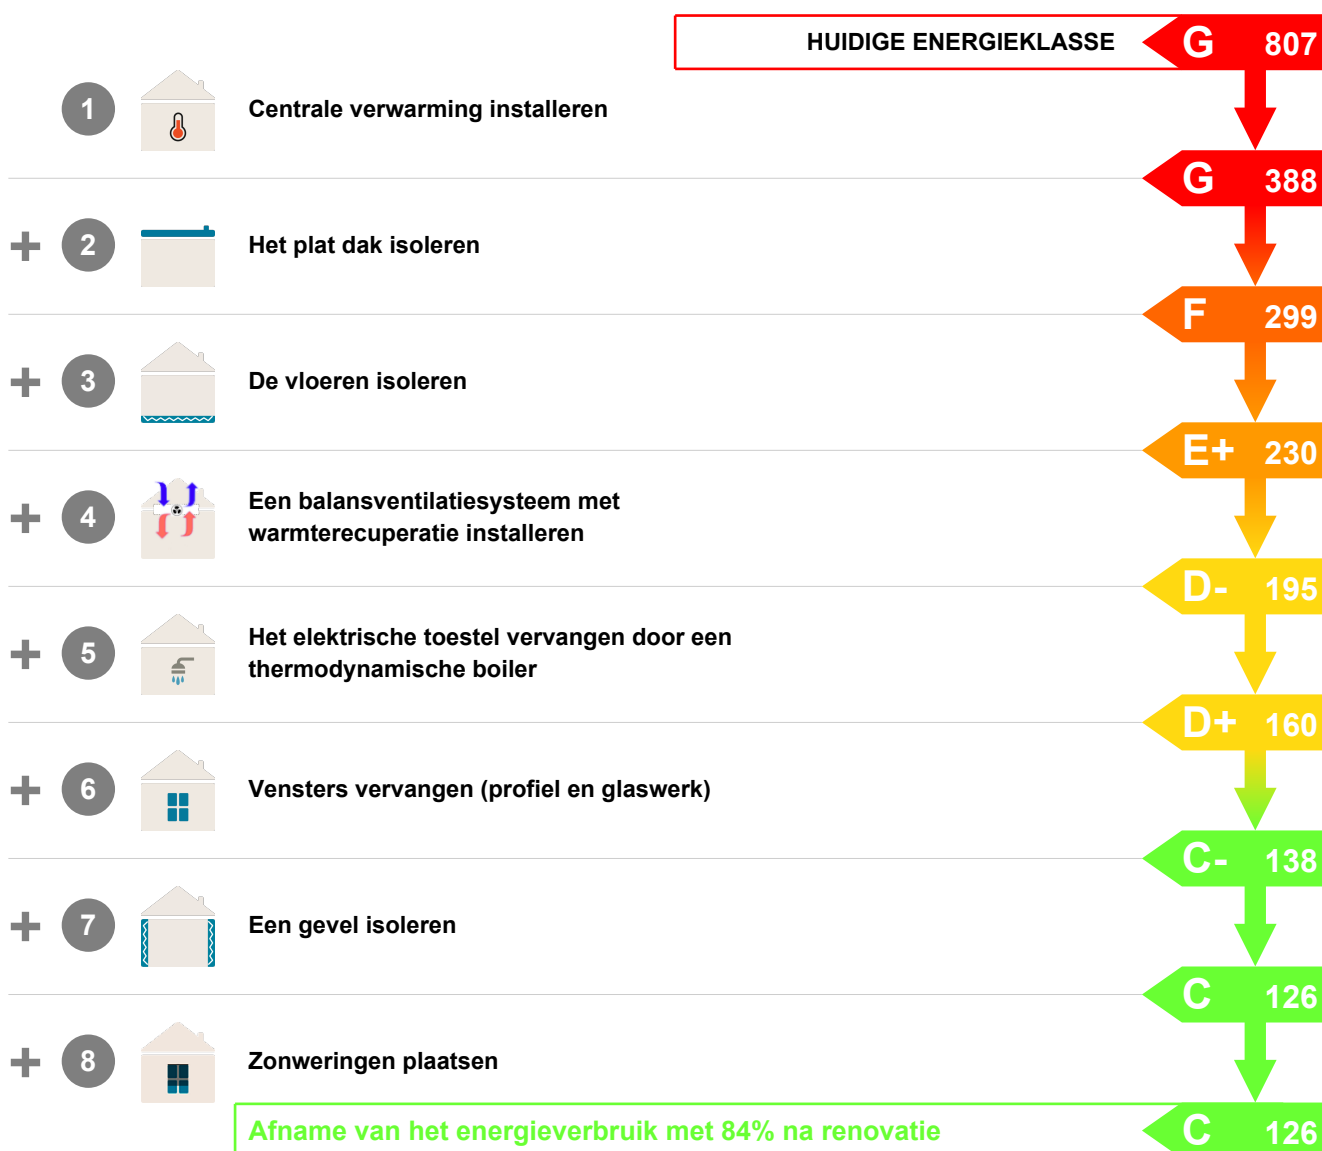 HUIDIGE ENERGIEKLASSE G 807
1 Centrale verwarming installeren
G 388
+ 2 Het plat dak isoleren
F 299
+ 3 De vloeren isoleren
E+ 230
+ 4 Een balansventilatiesysteem met
warmterecuperatie installeren
D- 195
+ 5 Het elektrische toestel vervangen door een
thermodynamische boiler
D+ 160
+ 6 Vensters vervangen (profiel en glaswerk)
C- 138
+ 7 Een gevel isoleren
C 126
+ 8 Zonweringen plaatsen
Afname van het energieverbruik met 84% na renovatie C 126